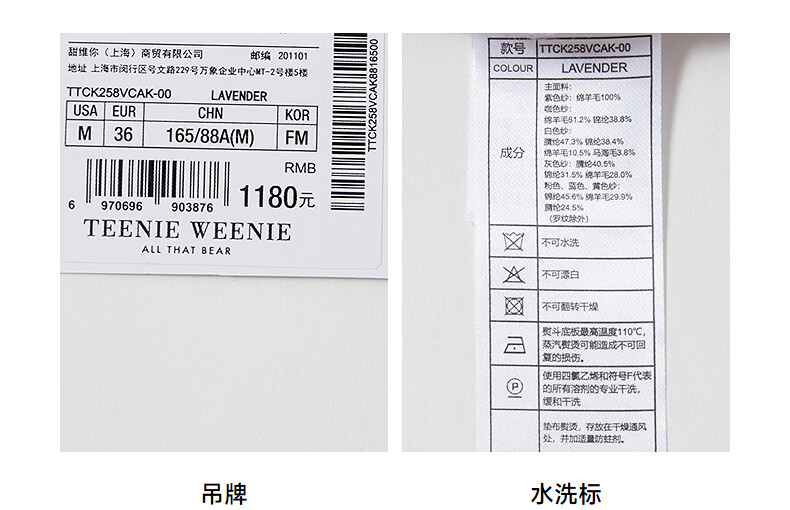 甜维你（上海）商贸有限公司 邮编 201101
地址 上海市闵行区号文路229号万象企业中心MT-2号楼5楼
TTCK258VCAK-00 LAVENDER
USA EUR CHN KOR
M 36 165/88A(M) FM
RMB
1180元
6 970696 903876
TEENIE WEENIE
ALL THAT BEAR
TTCK258VCAK8816500
吊牌
款号 TTCK258VCAK-00
COLOUR LAVENDER
成分
主面料：
紫色纱：绵羊毛100%
咖色纱：
绵羊毛61.2% 锦纶38.8%
白色纱：
腈纶47.3% 锦纶38.4%
绵羊毛10.5% 马海毛3.8%
灰色纱：腈纶40.5%
锦纶31.5% 绵羊毛28.0%
粉色、蓝色、黄色纱：
锦纶45.6% 绵羊毛29.9%
腈纶24.5%
（罗纹除外）
不可水洗
不可漂白
不可翻转干燥
熨斗底板最高温度110℃，
蒸汽熨烫可能造成不可回
复的损伤。
P
使用四氯乙烯和符号F代表
的所有溶剂的专业干洗，
缓和干洗
垫布熨烫，存放在干燥通风
处，并加适量防蛀剂。
水洗标